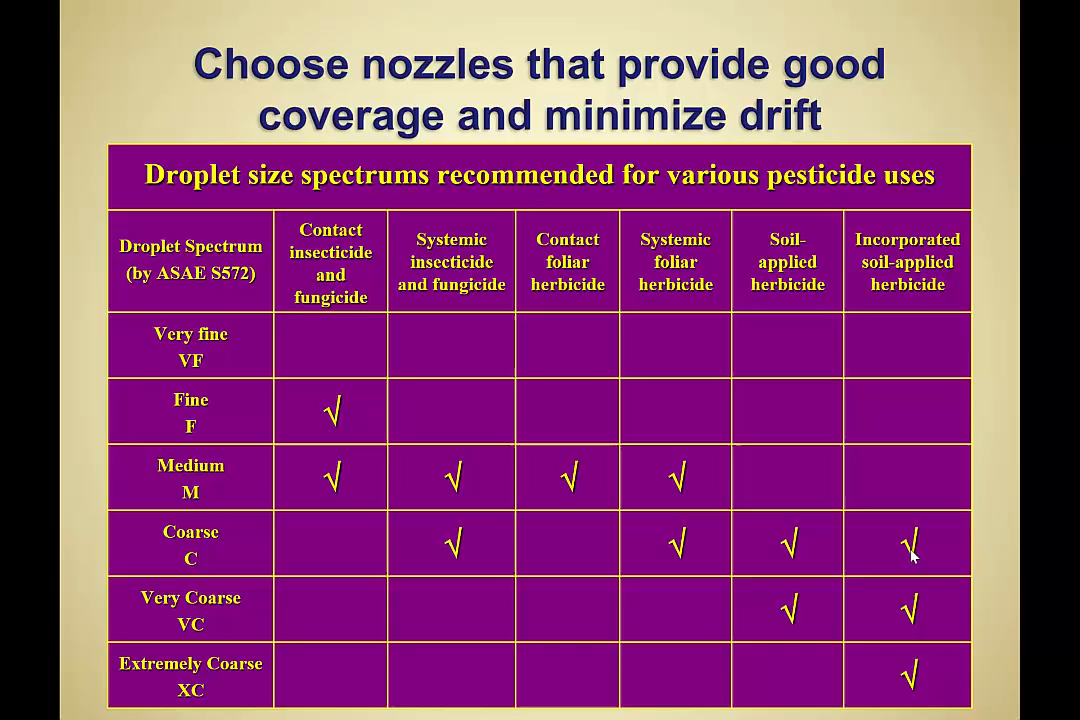 Choose nozzles that provide good
coverage and minimize drift
Droplet size spectrums recommended for various pesticide uses
Droplet Spectrum
(by ASAE S572)
Contact
insecticide
and
fungicide
Systemic
insecticide
and fungicide
Contact
foliar
herbicide
Systemic
foliar
herbicide
Soil-
applied
herbicide
Incorporated
soil-applied
herbicide
Very fine
VF
Fine
F
√
Medium
M
√ √ √ √
Coarse
C
√ √ √ √
Very Coarse
VC
√ √
Extremely Coarse
XC
√